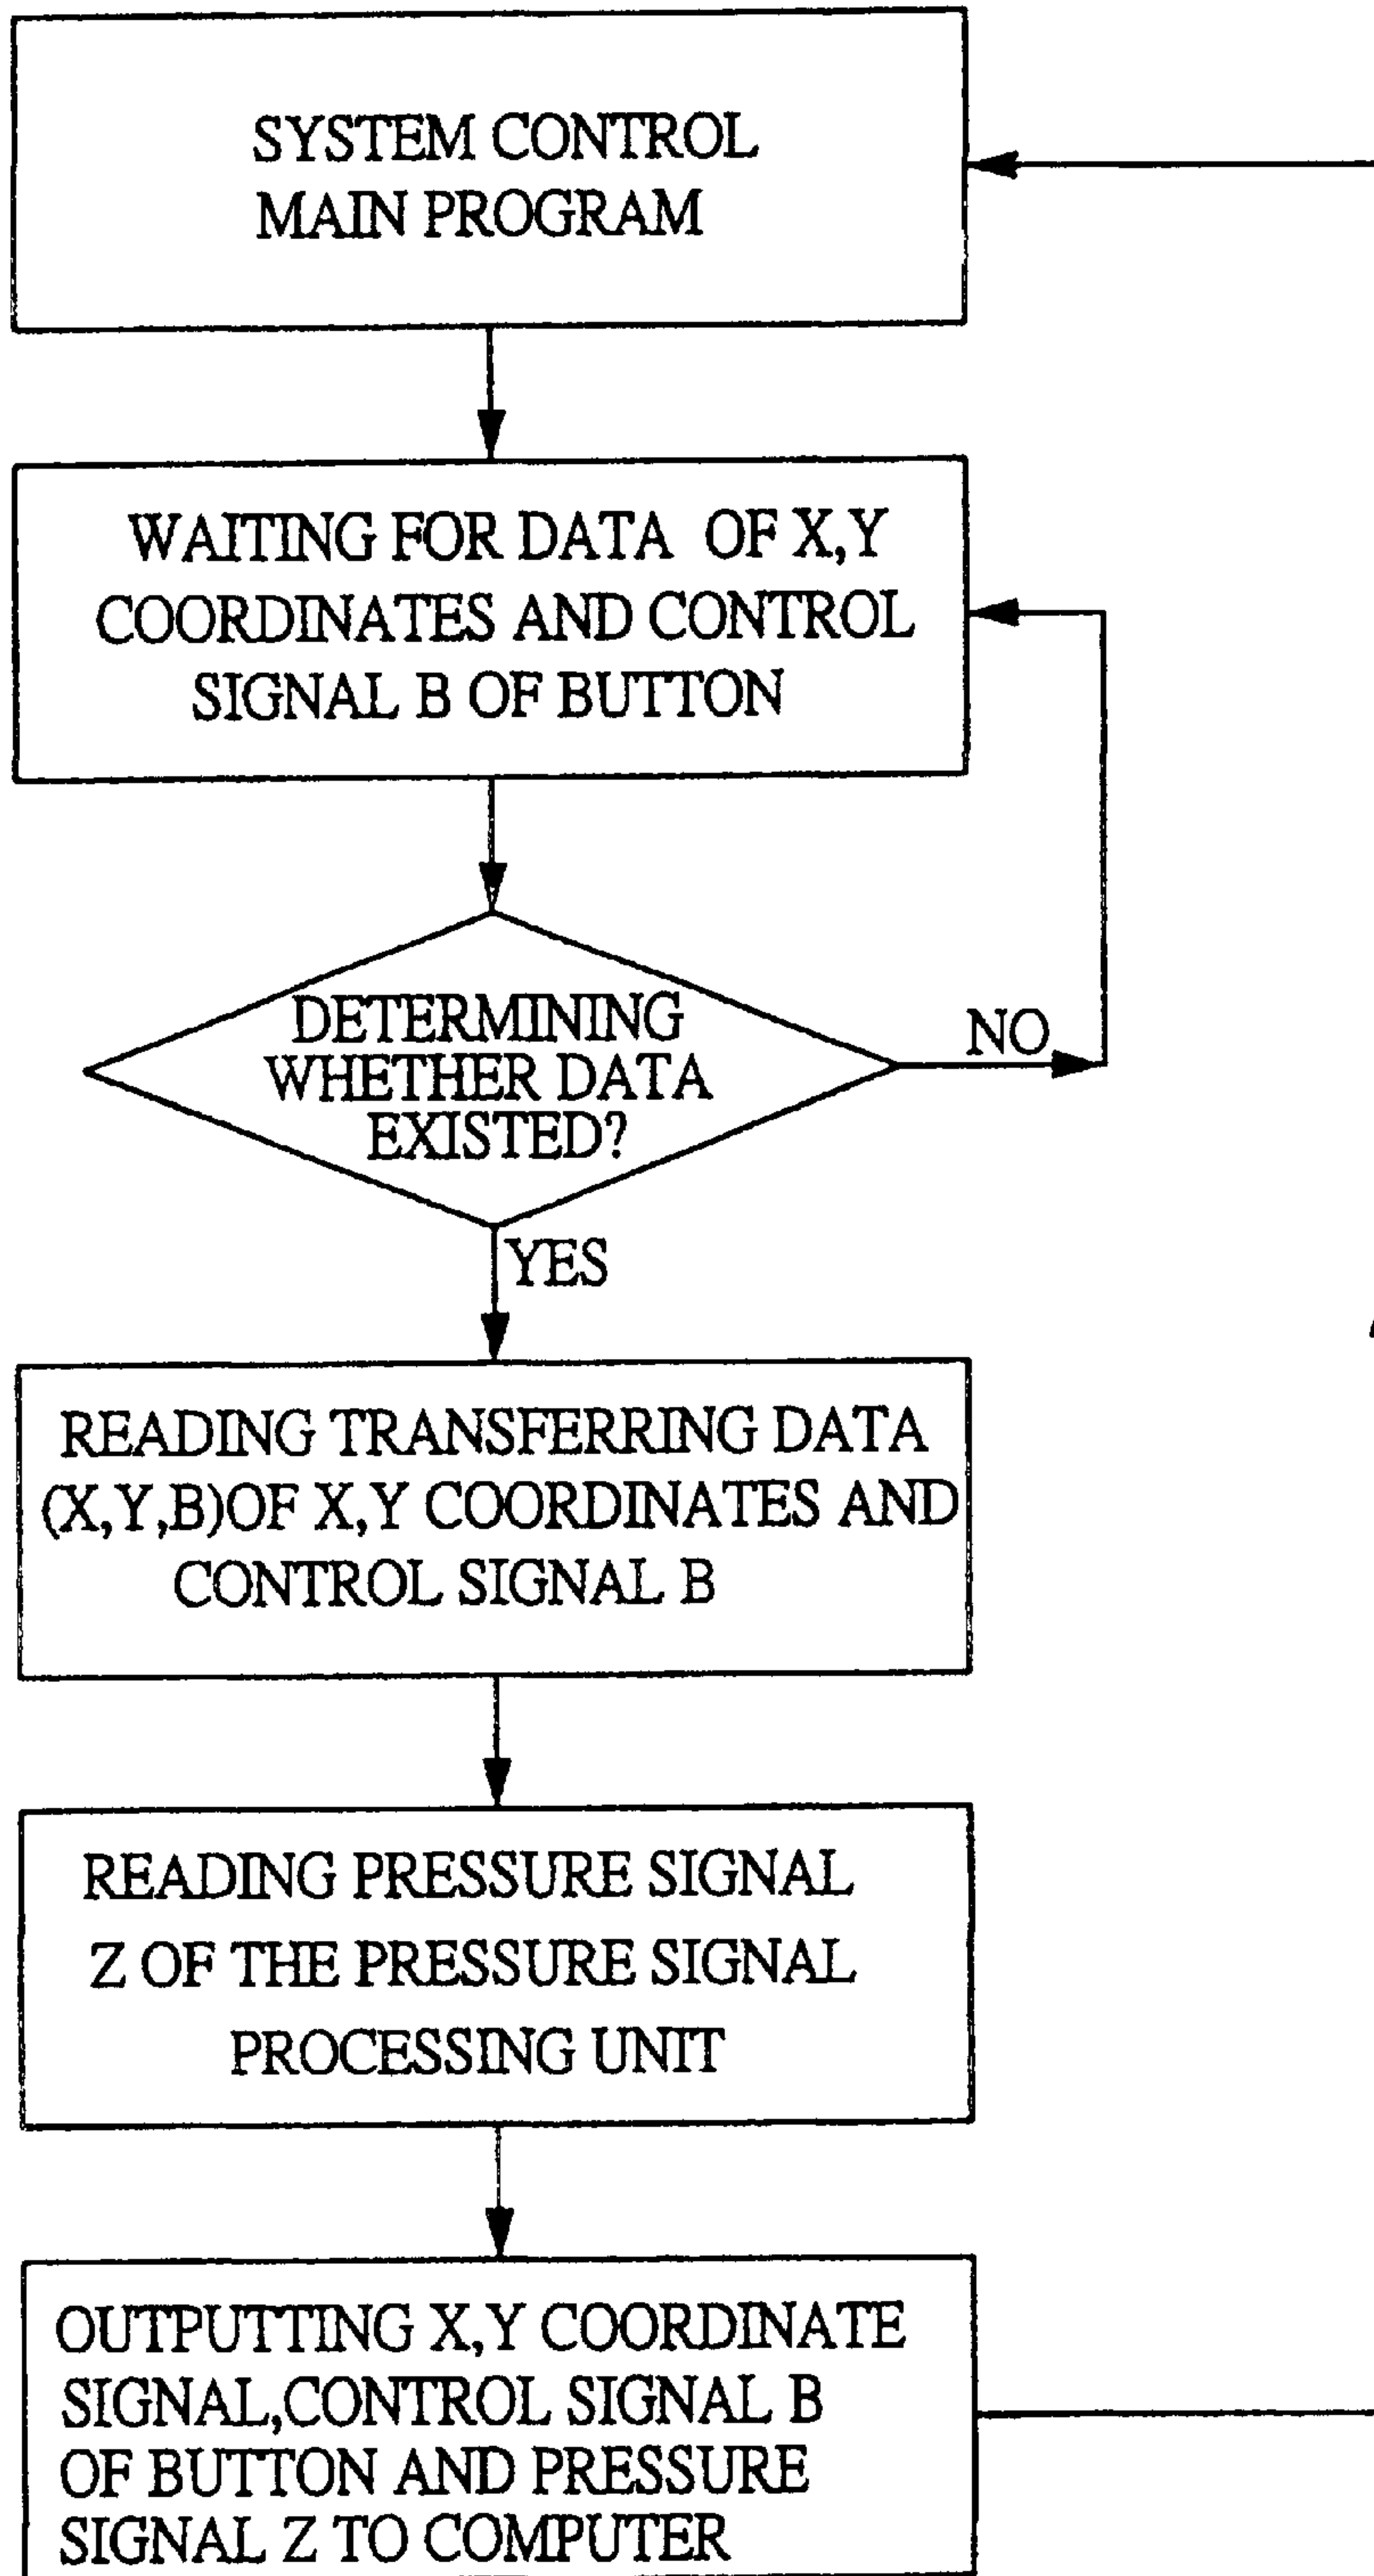 SYSTEM CONTROL
MAIN PROGRAM
WAITING FOR DATA OF X,Y
COORDINATES AND CONTROL
SIGNAL B OF BUTTON
DETERMINING
WHETHER DATA
EXISTED?
NO
YES
READING TRANSFERRING DATA
(X,Y,B)OF X,Y COORDINATES AND
CONTROL SIGNAL B
READING PRESSURE SIGNAL
Z OF THE PRESSURE SIGNAL
PROCESSING UNIT
OUTPUTTING X,Y COORDINATE
SIGNAL,CONTROL SIGNAL B
OF BUTTON AND PRESSURE
SIGNAL Z TO COMPUTER